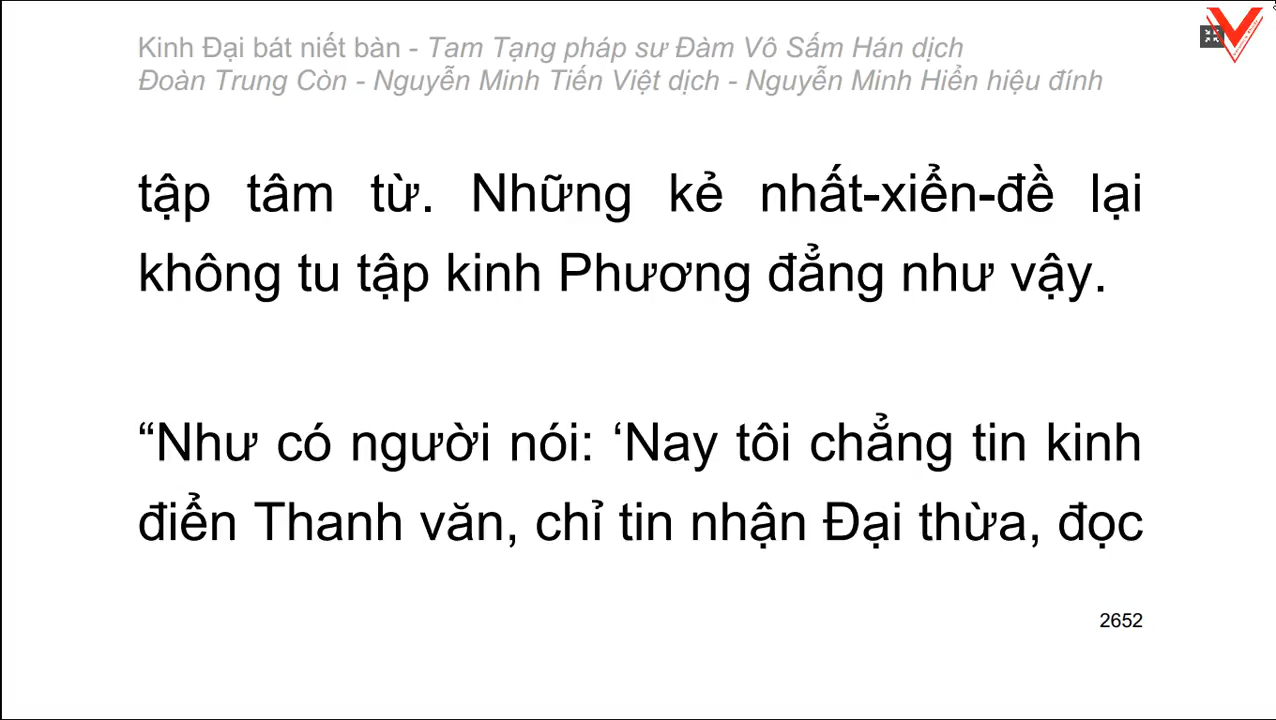 Kinh Đại bát niết bàn - Tam Tạng pháp sư Đàm Vô Sấm Hán dịch
Đoàn Trung Còn - Nguyễn Minh Tiến Việt dịch - Nguyễn Minh Hiển hiệu đính
tập tâm từ. Những kẻ nhất-xiển-đề lại
không tu tập kinh Phương đẳng như vậy.
“Như có người nói: ‘Nay tôi chẳng tin kinh
điển Thanh văn, chỉ tin nhận Đại thừa, đọc
2652